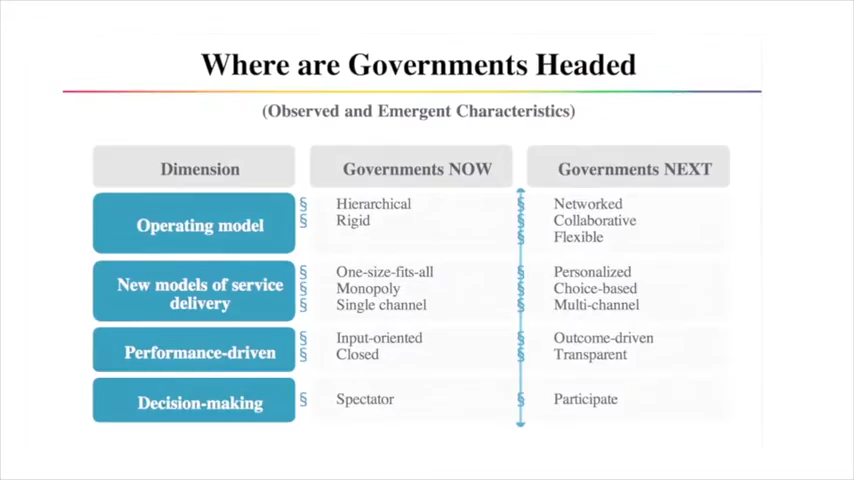 Where are Governments Headed
(Observed and Emergent Characteristics)
Dimension
Governments NOW
Governments NEXT
Operating model
§ Hierarchical
§ Rigid
§ Networked
§ Collaborative
§ Flexible
New models of service
delivery
§ One-size-fits-all
§ Monopoly
§ Single channel
§ Personalized
§ Choice-based
§ Multi-channel
Performance-driven
§ Input-oriented
§ Closed
§ Outcome-driven
§ Transparent
Decision-making
§ Spectator
§ Participate